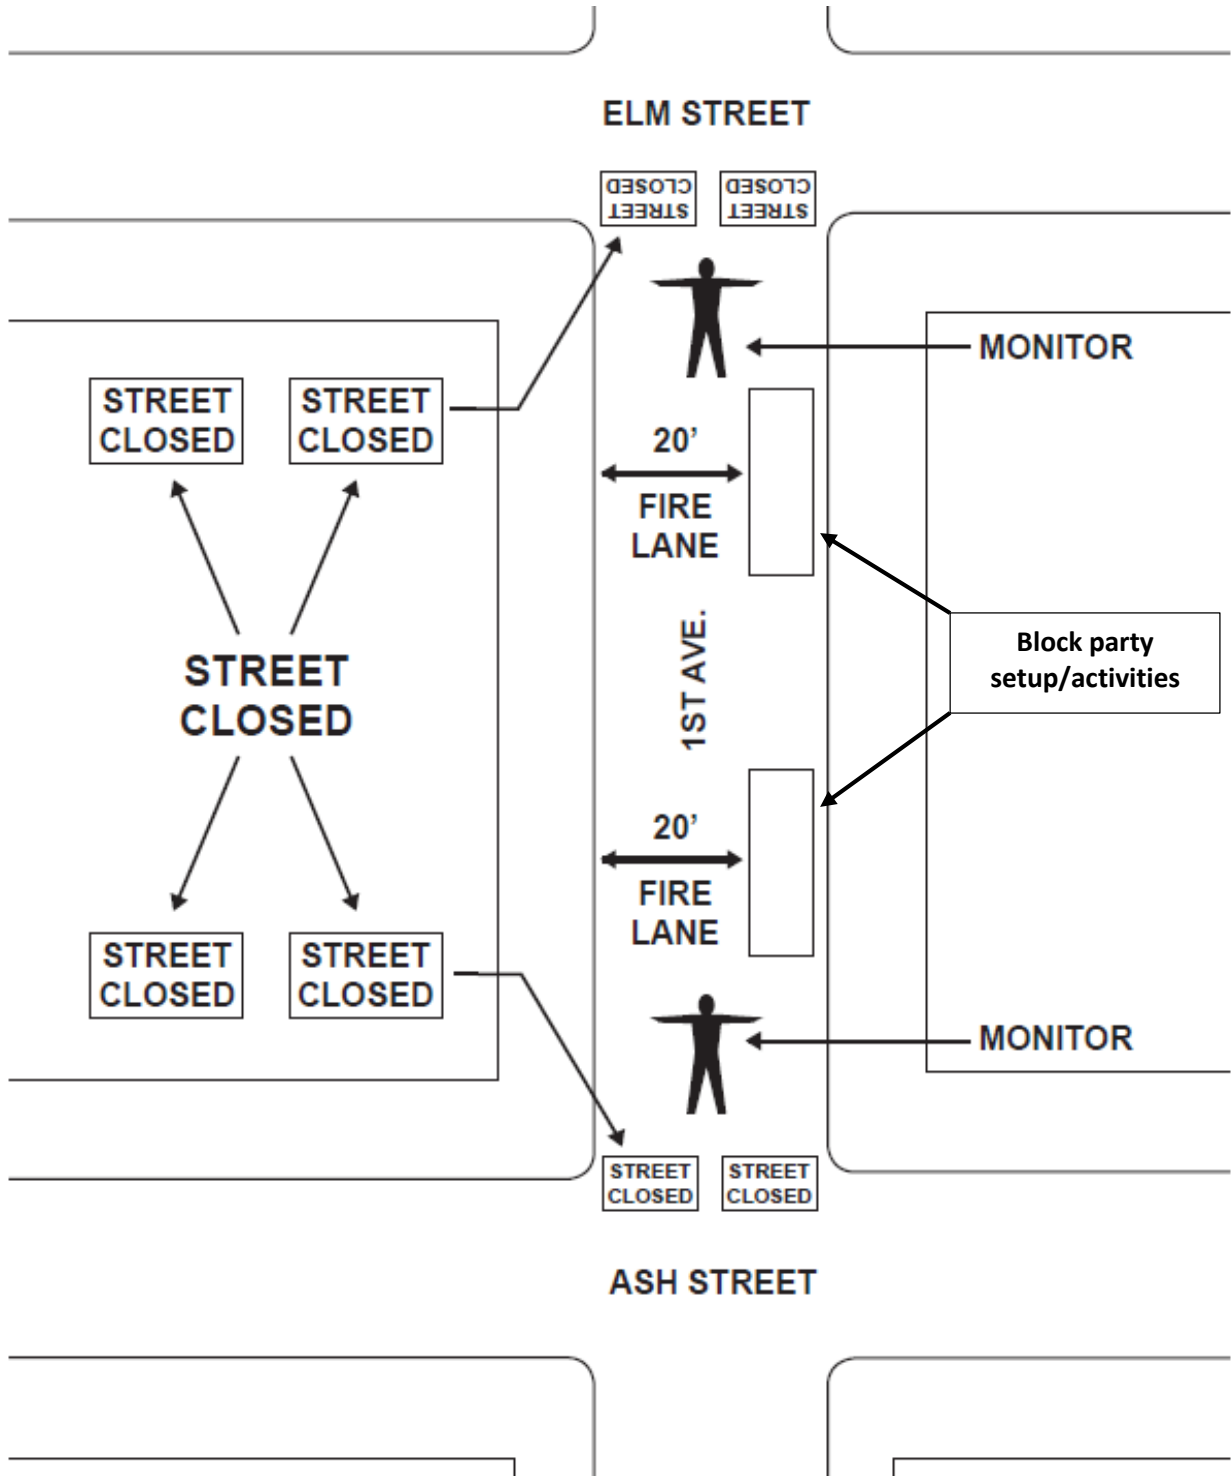 ELM STREET
STREET
CLOSED
STREET
CLOSED
MONITOR
STREET
CLOSED
STREET
CLOSED
20’
FIRE
LANE
STREET
CLOSED
1ST AVE.
Block party
setup/activities
20’
FIRE
LANE
STREET
CLOSED
STREET
CLOSED
MONITOR
STREET
CLOSED
STREET
CLOSED
ASH STREET